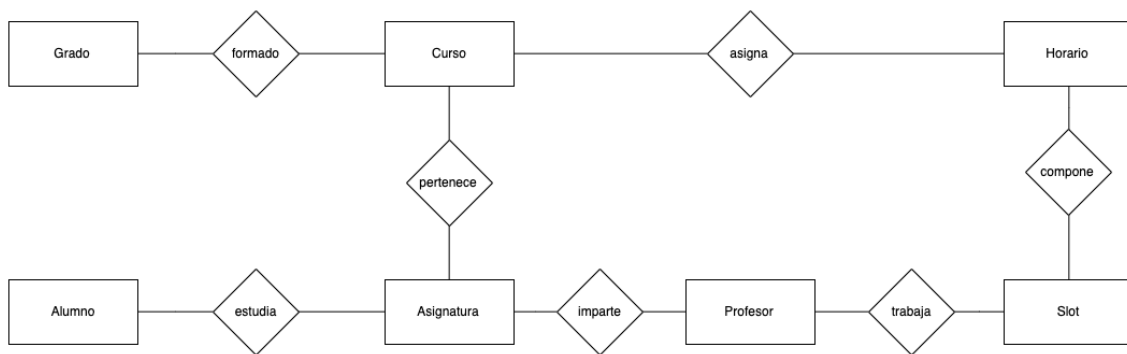 Grado
formado
Curso
asigna
Horario
pertenece
compone
Alumno
estudia
Asignatura
imparte
Profesor
trabaja
Slot